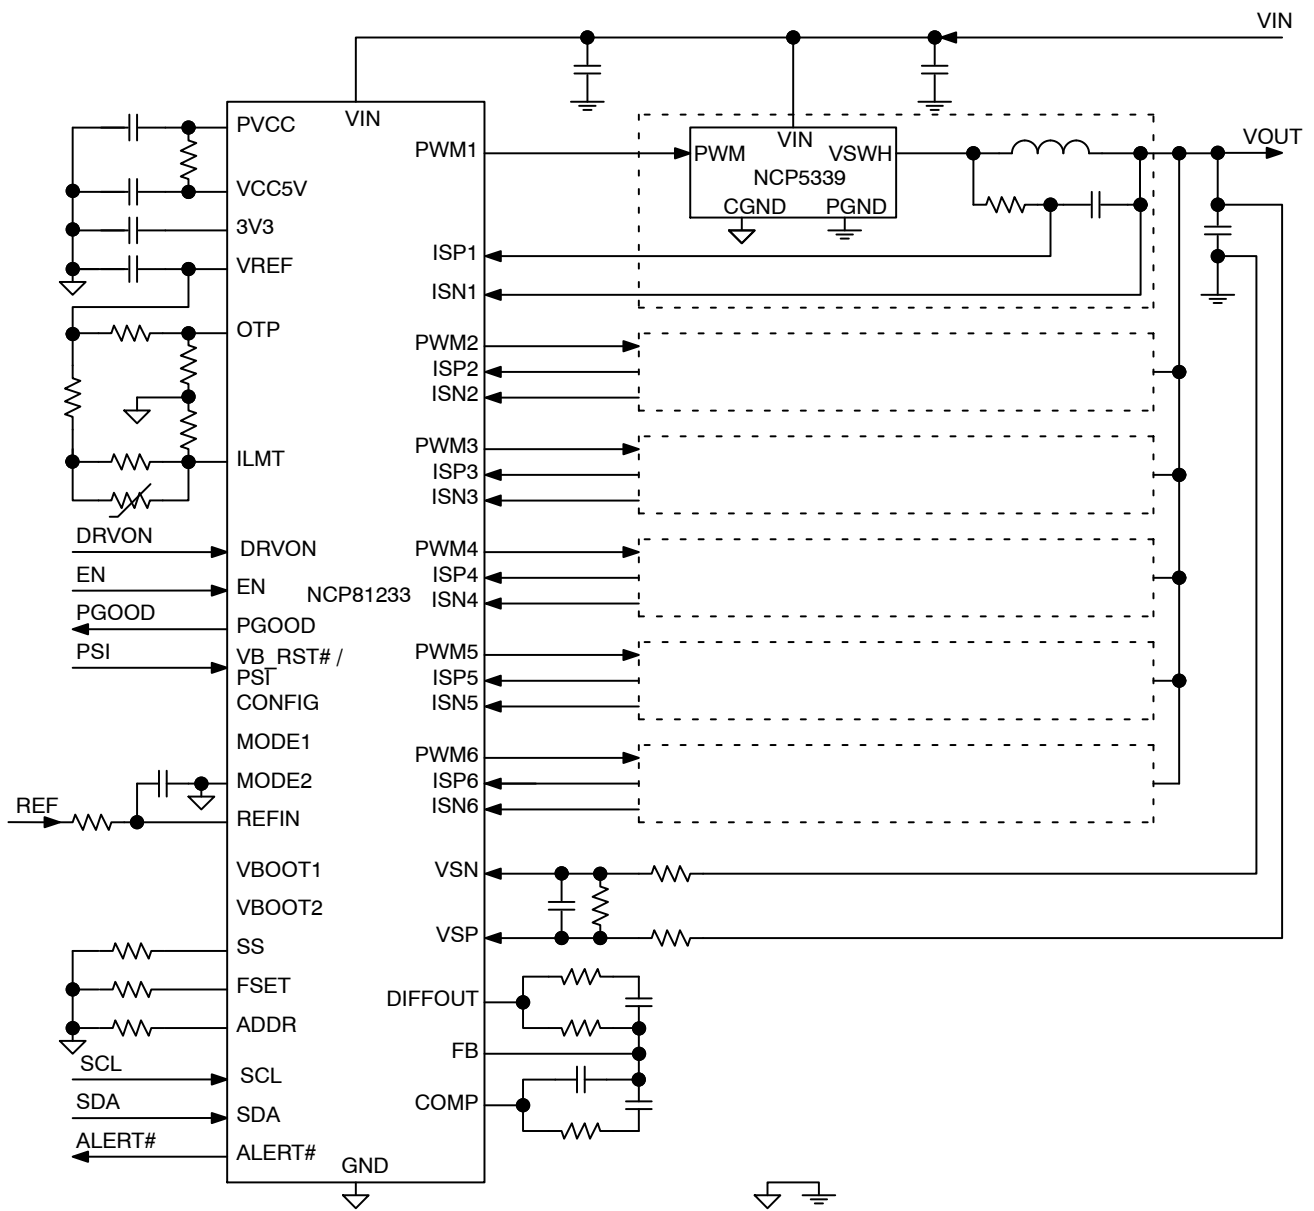 VIN
VIN
PVCC
VCC5V
3V3
VREF
OTP
ILMT
DRVON
DRVON
EN
EN
PGOOD
PGOOD
PSI
VB_RST# /
PSI
CONFIG
MODE1
MODE2
REF
REFIN
VBOOT1
VBOOT2
SS
FSET
ADDR
SCL
SCL
SDA
SDA
ALERT#
ALERT#
NCP81233
GND
PWM1
ISP1
ISN1
PWM2
ISP2
ISN2
PWM3
ISP3
ISN3
PWM4
ISP4
ISN4
PWM5
ISP5
ISN5
PWM6
ISP6
ISN6
VSN
VSP
DIFFOUT
FB
COMP
VIN
PWM
VSWH
NCP5339
CGND
PGND
VOUT